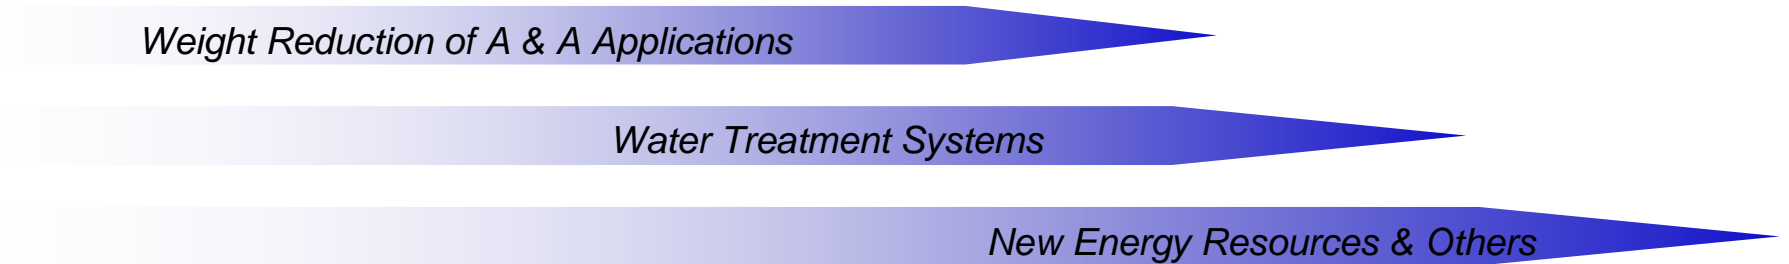 Weight Reduction of A & A Applications
Water Treatment Systems
New Energy Resources & Others